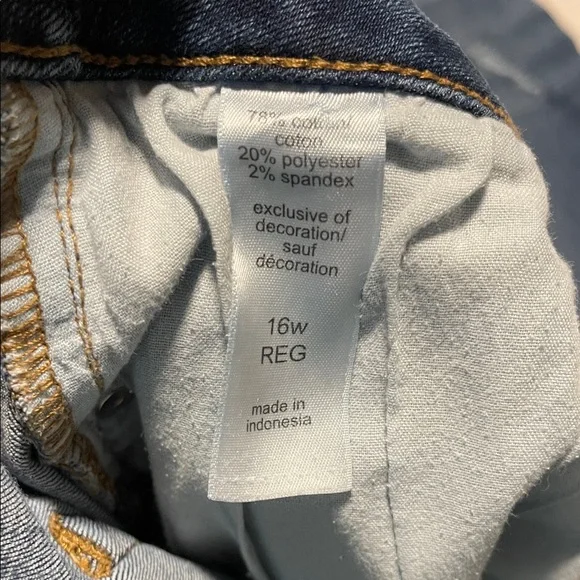 78% cotton/
coton
20% polyester
2% spandex
exclusive of
decoration/
sauf
décoration
16w
REG
made in
indonesia